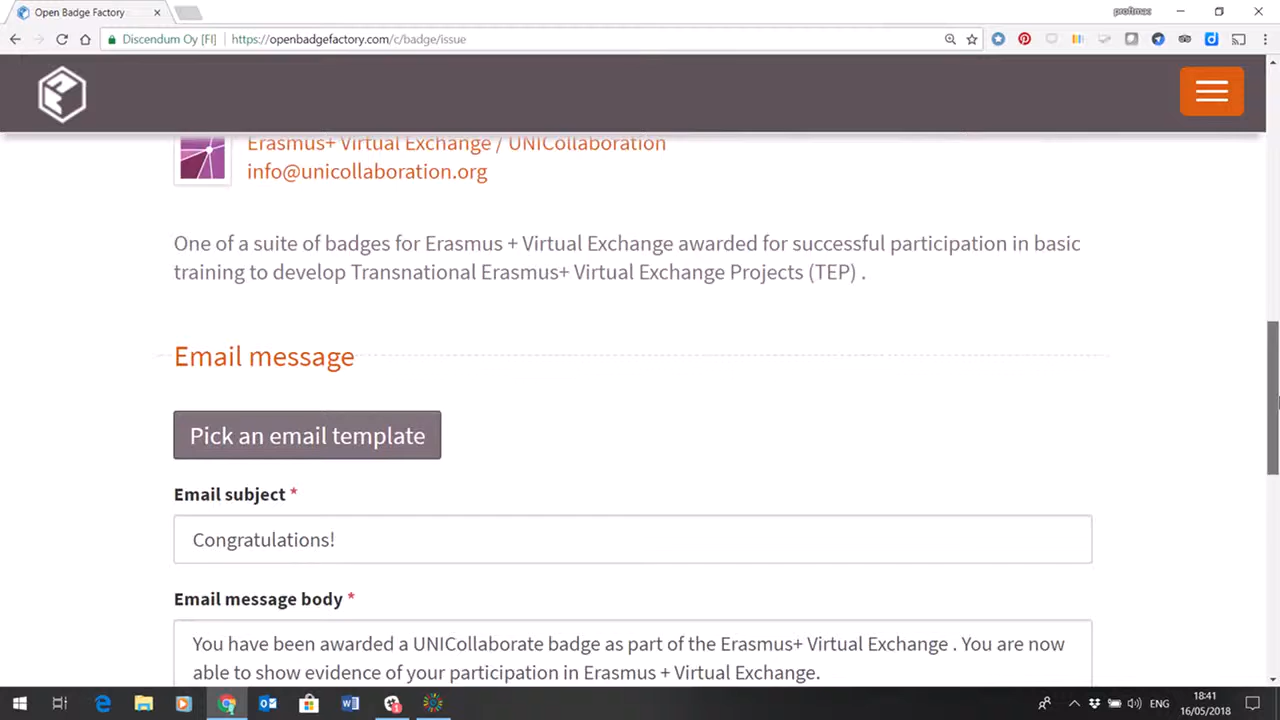 Open Badge Factory
profimac
Discendum Oy [FI] https://openbadgefactory.com/c/badge/issue
Erasmus+ Virtual Exchange / UNICollaboration
info@unicollaboration.org
One of a suite of badges for Erasmus + Virtual Exchange awarded for successful participation in basic
training to develop Transnational Erasmus+ Virtual Exchange Projects (TEP) .
Email message
Pick an email template
Email subject *
Congratulations!
Email message body *
You have been awarded a UNICollaborate badge as part of the Erasmus+ Virtual Exchange . You are now
able to show evidence of your participation in Erasmus + Virtual Exchange.
ENG
18:41
16/05/2018